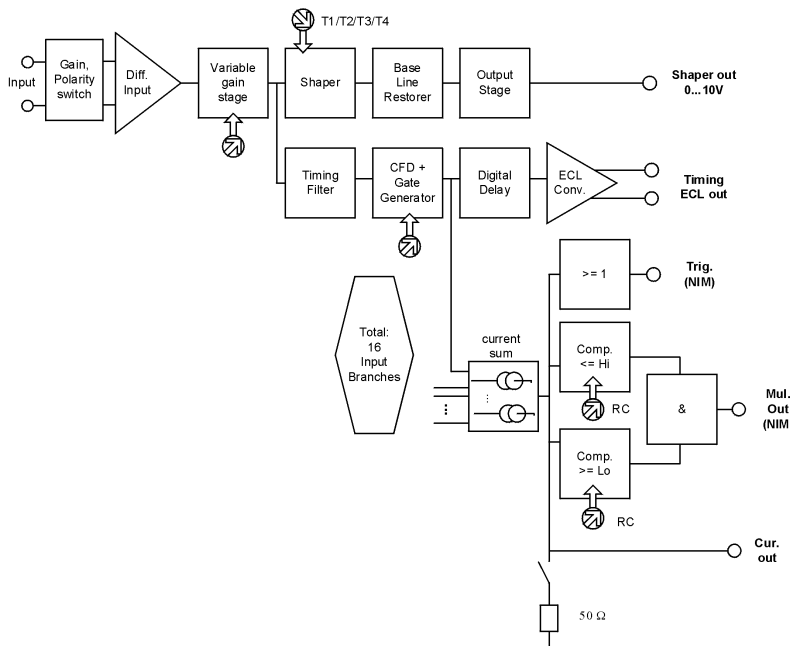 T1/T2/T3/T4
Input
Gain,
Polarity
switch
Diff.
Input
Variable
gain
stage
Shaper
Base
Line
Restorer
Output
Stage
Shaper out
0...10V
Timing
Filter
CFD +
Gate
Generator
Digital
Delay
ECL
Conv.
Timing
ECL out
>= 1
Trig.
(NIM)
Total:
16
Input
Branches
current
sum
...
...
Comp.
<= Hi
RC
&
Mul.
Out
(NIM
Comp.
>= Lo
RC
Cur.
out
50 Ω